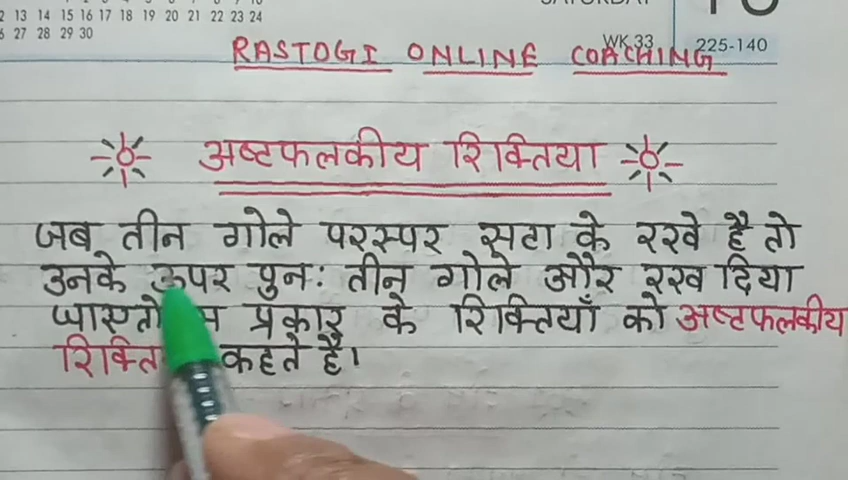 2 13 14 15 16 17 18 19 20 21 22 23 24
6 27 28 29 30
WK 33 225-140
RASTOGI ONLINE COACHING
अष्टफलकीय रिक्तिया
जब तीन गोले परस्पर सटा के रखे है तो
उनके ऊपर पुन: तीन गोले और रख दिया
प्रकार के रिक्तियाँ को अष्टफलकीय
कहते है।